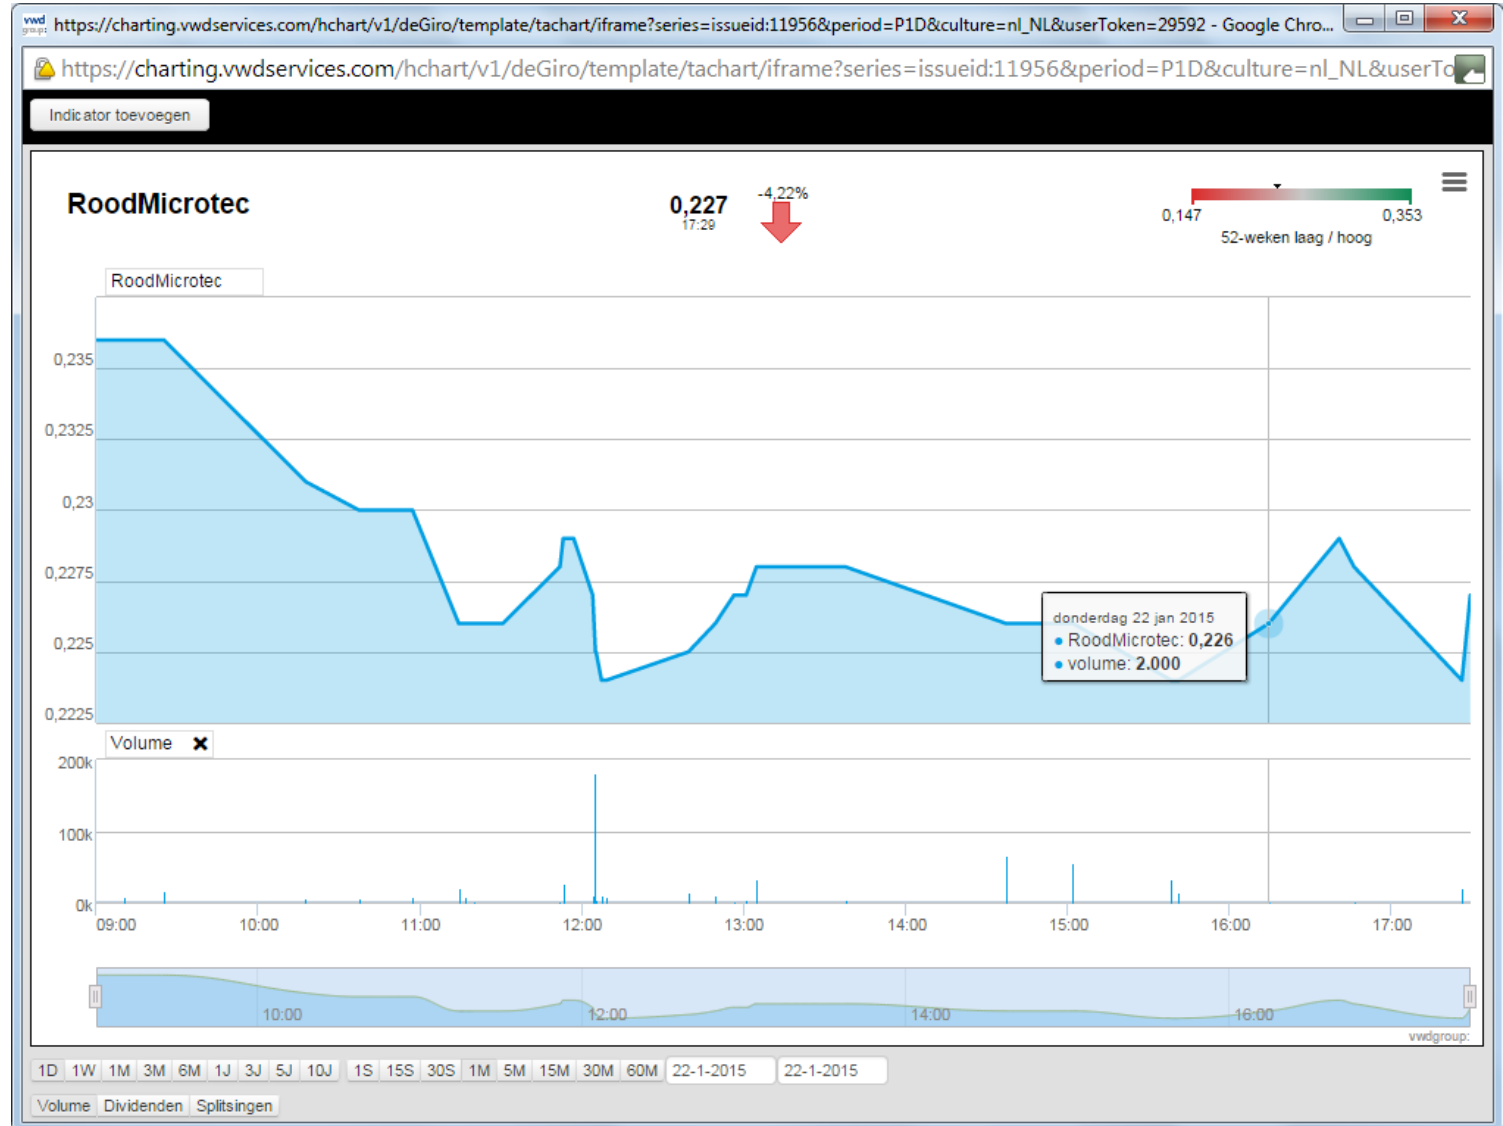 vwd group: https://charting.vwdservices.com/hchart/v1/deGiro/template/tachart/iframe?series=issueid:11956&period=P1D&culture=nl_NL&userToken=29592 - Google Chro...
https://charting.vwdservices.com/hchart/v1/deGiro/template/tachart/iframe?series=issueid:11956&period=P1D&culture=nl_NL&userTo
Indicator toevoegen
RoodMicrotec
0,227
17:29
-4,22%
0,147
0,353
52-weken laag / hoog
RoodMicrotec
0,235
0,2325
0,23
0,2275
0,225
0,2225
donderdag 22 jan 2015
● RoodMicrotec: 0,226
● volume: 2.000
Volume ✖
200k
100k
0k
09:00 10:00 11:00 12:00 13:00 14:00 15:00 16:00 17:00
10:00 12:00 14:00 16:00
vwdgroup:
1D 1W 1M 3M 6M 1J 3J 5J 10J 1S 15S 30S 1M 5M 15M 30M 60M 22-1-2015 22-1-2015
Volume Dividenden Splitsingen